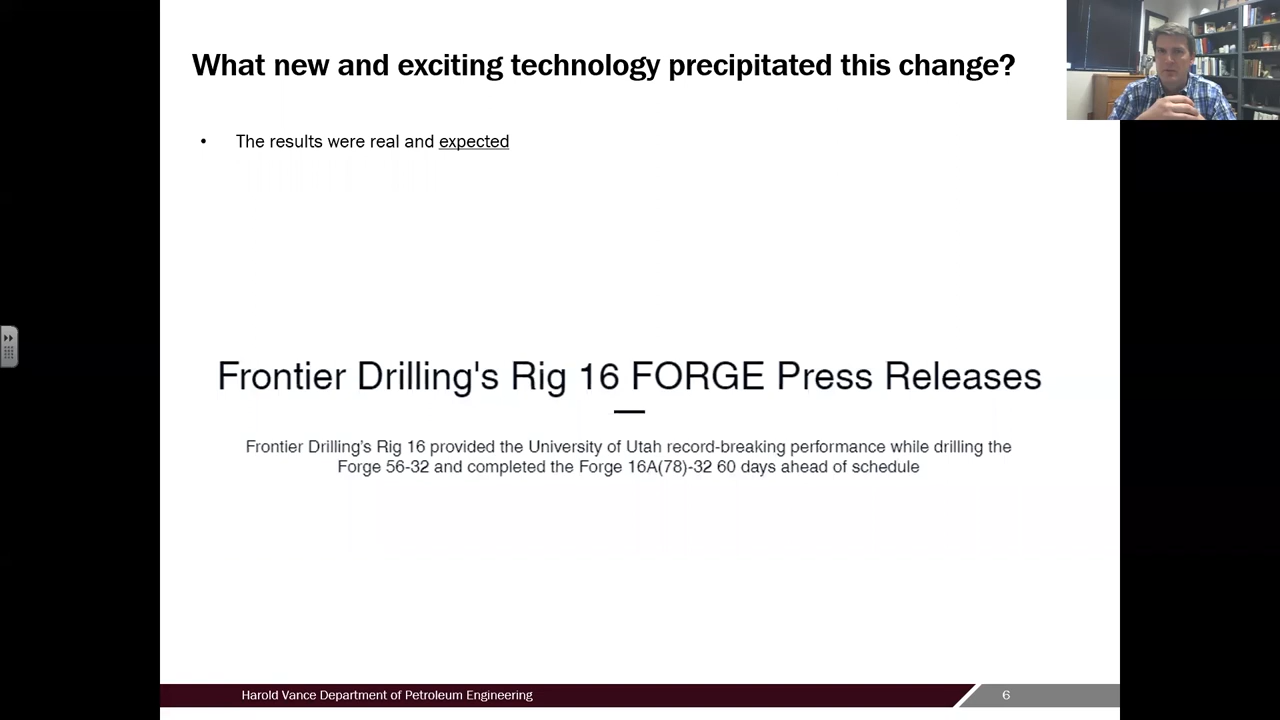 What new and exciting technology precipitated this change?
• The results were real and expected
Frontier Drilling's Rig 16 FORGE Press Releases
Frontier Drilling's Rig 16 provided the University of Utah record-breaking performance while drilling the
Forge 56-32 and completed the Forge 16A(78)-32 60 days ahead of schedule
Harold Vance Department of Petroleum Engineering
6